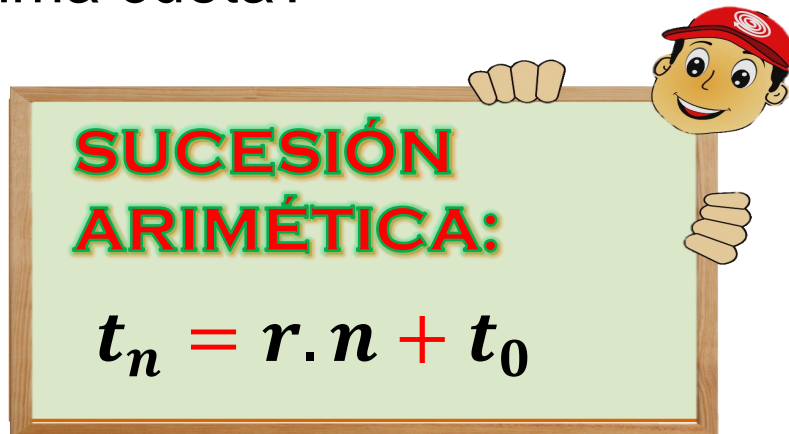 SUCESIÓN
ARIMÉTICA:
tₙ = r.n + t₀